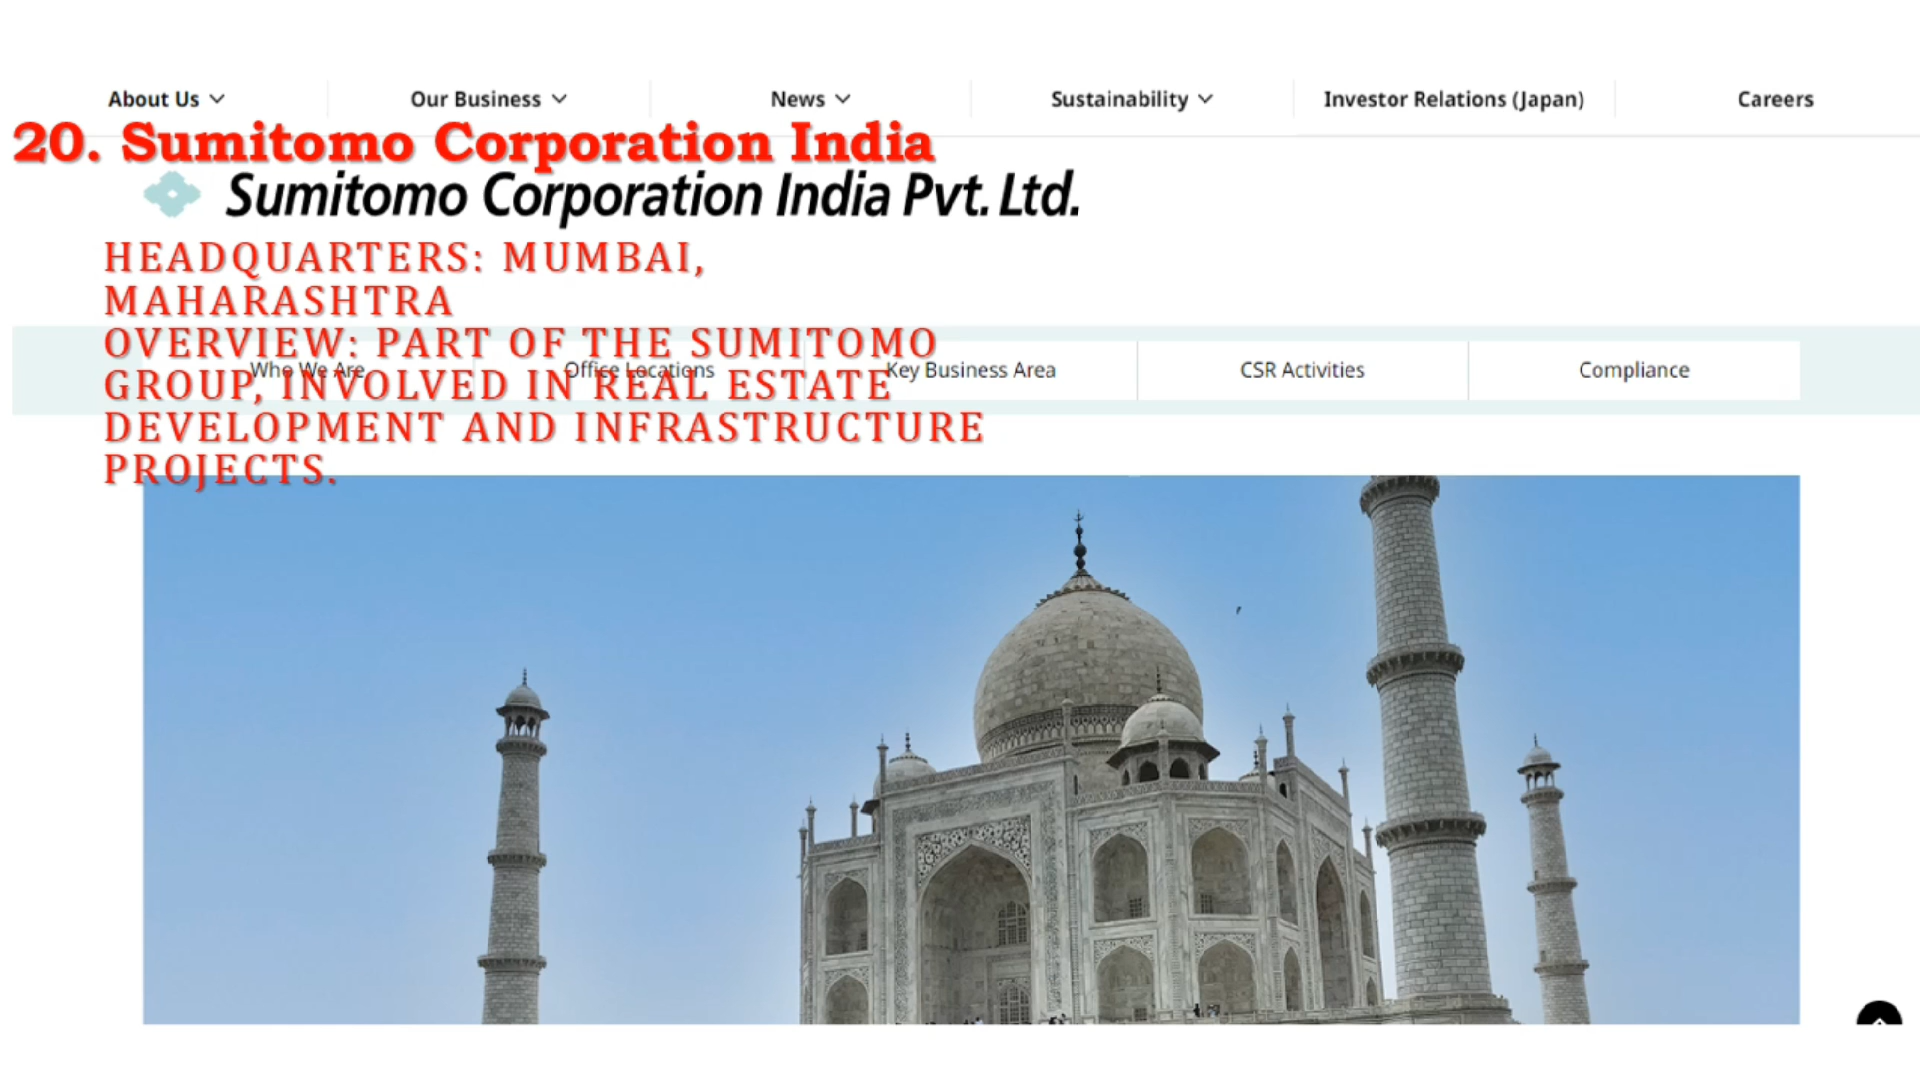 About Us
Our Business
News
Sustainability
Investor Relations (Japan)
Careers
20. Sumitomo Corporation India
Sumitomo Corporation India Pvt. Ltd.
HEADQUARTERS: MUMBAI,
MAHARASHTRA
OVERVIEW: PART OF THE SUMITOMO
GROUP, INVOLVED IN REAL ESTATE
DEVELOPMENT AND INFRASTRUCTURE
PROJECTS.
Who We Are
Office Locations
Key Business Area
CSR Activities
Compliance